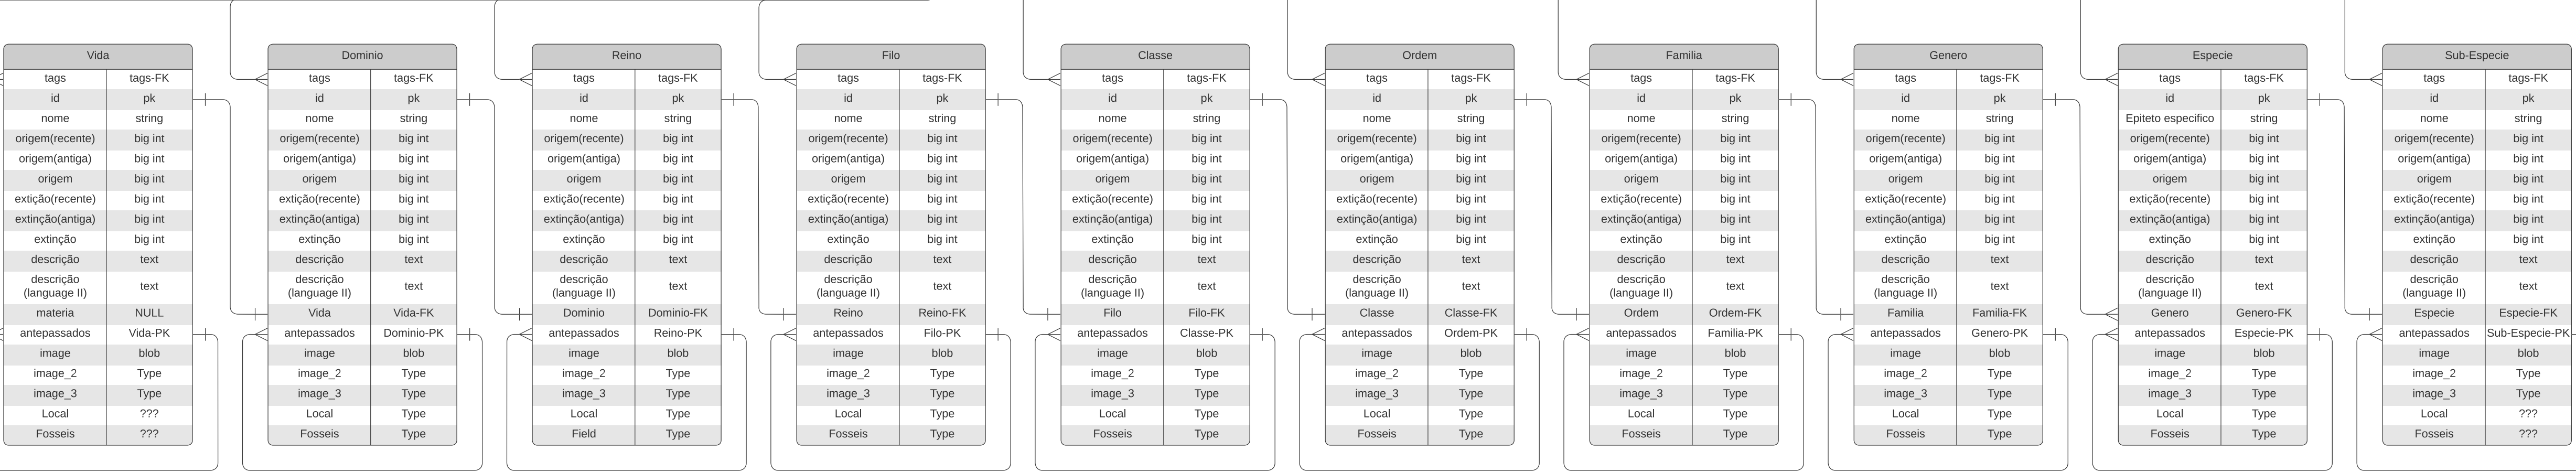 Vida
tags tags-FK
id pk
nome string
origem(recente) big int
origem(antiga) big int
origem big int
extição(recente) big int
extinção(antiga) big int
extinção big int
descrição text
descrição
(language II) text
materia NULL
antepassados Vida-PK
image blob
image_2 Type
image_3 Type
Local ???
Fosseis ???
Dominio
tags tags-FK
id pk
nome string
origem(recente) big int
origem(antiga) big int
origem big int
extição(recente) big int
extinção(antiga) big int
extinção big int
descrição text
descrição
(language II) text
Vida Vida-FK
antepassados Dominio-PK
image blob
image_2 Type
image_3 Type
Local Type
Fosseis Type
Reino
tags tags-FK
id pk
nome string
origem(recente) big int
origem(antiga) big int
origem big int
extição(recente) big int
extinção(antiga) big int
extinção big int
descrição text
descrição
(language II) text
Dominio Dominio-FK
antepassados Reino-PK
image blob
image_2 Type
image_3 Type
Local Type
Field Type
Filo
tags tags-FK
id pk
nome string
origem(recente) big int
origem(antiga) big int
origem big int
extição(recente) big int
extinção(antiga) big int
extinção big int
descrição text
descrição
(language II) text
Reino Reino-FK
antepassados Filo-PK
image blob
image_2 Type
image_3 Type
Local Type
Fosseis Type
Classe
tags tags-FK
id pk
nome string
origem(recente) big int
origem(antiga) big int
origem big int
extição(recente) big int
extinção(antiga) big int
extinção big int
descrição text
descrição
(language II) text
Filo Filo-FK
antepassados Classe-PK
image blob
image_2 Type
image_3 Type
Local Type
Fosseis Type
Ordem
tags tags-FK
id pk
nome string
origem(recente) big int
origem(antiga) big int
origem big int
extição(recente) big int
extinção(antiga) big int
extinção big int
descrição text
descrição
(language II) text
Classe Classe-FK
antepassados Ordem-PK
image blob
image_2 Type
image_3 Type
Local Type
Fosseis Type
Familia
tags tags-FK
id pk
nome string
origem(recente) big int
origem(antiga) big int
origem big int
extição(recente) big int
extinção(antiga) big int
extinção big int
descrição text
descrição
(language II) text
Ordem Ordem-FK
antepassados Familia-PK
image blob
image_2 Type
image_3 Type
Local Type
Fosseis Type
Genero
tags tags-FK
id pk
nome string
origem(recente) big int
origem(antiga) big int
origem big int
extição(recente) big int
extinção(antiga) big int
extinção big int
descrição text
descrição
(language II) text
Familia Familia-FK
antepassados Genero-PK
image blob
image_2 Type
image_3 Type
Local Type
Fosseis Type
Especie
tags tags-FK
id pk
Epiteto especifico string
origem(recente) big int
origem(antiga) big int
origem big int
extição(recente) big int
extinção(antiga) big int
extinção big int
descrição text
descrição
(language II) text
Genero Genero-FK
antepassados Especie-PK
image blob
image_2 Type
image_3 Type
Local Type
Fosseis Type
Sub-Especie
tags tags-FK
id pk
nome string
origem(recente) big int
origem(antiga) big int
origem big int
extição(recente) big int
extinção(antiga) big int
extinção big int
descrição text
descrição
(language II) text
Especie Especie-FK
antepassados Sub-Especie-PK
image blob
image_2 Type
image_3 Type
Local ???
Fosseis ???